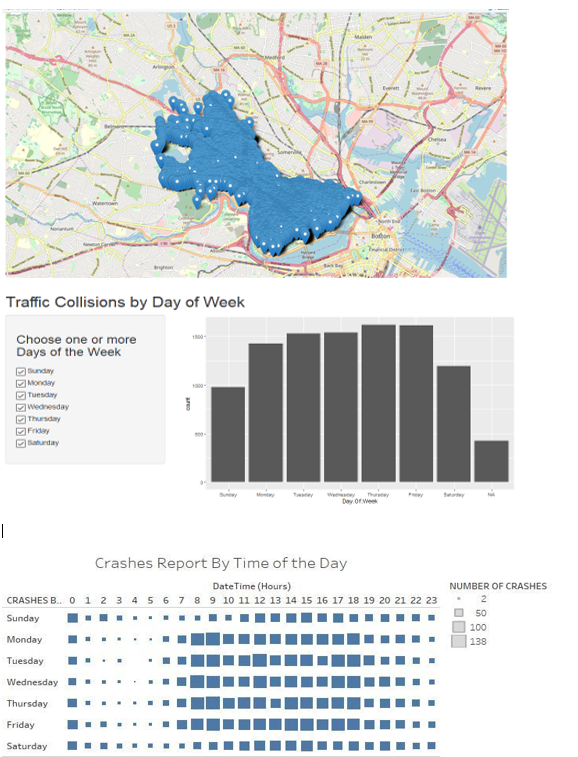 Malden
Arlington
Medford
Everett
Revere
Chelsea
Belmont
Somerville
Charlestown
East Boston
Watertown
North End
Nonantum
Boston
Financial District
Brighton
Back Bay
Traffic Collisions by Day of Week
Choose one or more
Days of the Week
Sunday
Monday
Tuesday
Wednesday
Thursday
Friday
Saturday
1500
1000
500
0
count
Sunday Monday Tuesday Wednesday Thursday Friday Saturday NA
Day.Of.Week
Crashes Report By Time of the Day
DateTime (Hours)
CRASHES B.. 0 1 2 3 4 5 6 7 8 9 10 11 12 13 14 15 16 17 18 19 20 21 22 23
Sunday
Monday
Tuesday
Wednesday
Thursday
Friday
Saturday
NUMBER OF CRASHES
2
50
100
138